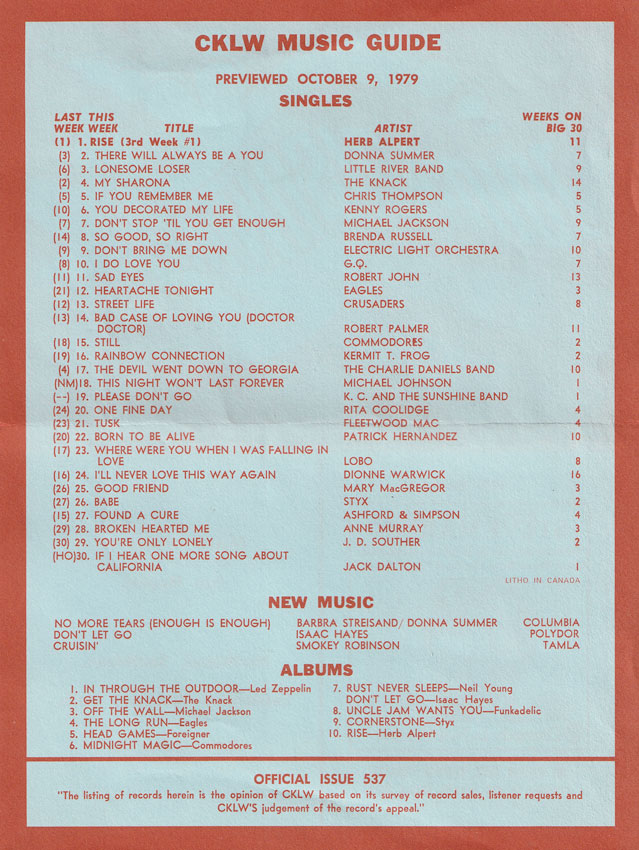 CKLW MUSIC GUIDE
PREVIEWED OCTOBER 9, 1979
SINGLES
LAST THIS WEEKS ON
WEEK WEEK TITLE ARTIST BIG 30
(1) 1. RISE (3rd Week #1) HERB ALPERT 11
(3) 2. THERE WILL ALWAYS BE A YOU DONNA SUMMER 7
(6) 3. LONESOME LOSER LITTLE RIVER BAND 9
(2) 4. MY SHARONA THE KNACK 14
(5) 5. IF YOU REMEMBER ME CHRIS THOMPSON 5
(10) 6. YOU DECORATED MY LIFE KENNY ROGERS 5
(7) 7. DON'T STOP 'TIL YOU GET ENOUGH MICHAEL JACKSON 9
(14) 8. SO GOOD, SO RIGHT BRENDA RUSSELL 7
(9) 9. DON'T BRING ME DOWN ELECTRIC LIGHT ORCHESTRA 10
(8) 10. I DO LOVE YOU G.Q. 7
(11) 11. SAD EYES ROBERT JOHN 13
(21) 12. HEARTACHE TONIGHT EAGLES 3
(12) 13. STREET LIFE CRUSADERS 8
(13) 14. BAD CASE OF LOVING YOU (DOCTOR
DOCTOR) ROBERT PALMER 11
(18) 15. STILL COMMODORES 2
(19) 16. RAINBOW CONNECTION KERMIT T. FROG 2
(4) 17. THE DEVIL WENT DOWN TO GEORGIA THE CHARLIE DANIELS BAND 10
(NM)18. THIS NIGHT WON'T LAST FOREVER MICHAEL JOHNSON 1
(--) 19. PLEASE DON'T GO K. C. AND THE SUNSHINE BAND 1
(24) 20. ONE FINE DAY RITA COOLIDGE 4
(23) 21. TUSK FLEETWOOD MAC 4
(20) 22. BORN TO BE ALIVE PATRICK HERNANDEZ 10
(17) 23. WHERE WERE YOU WHEN I WAS FALLING IN
LOVE LOBO 8
(16) 24. I'LL NEVER LOVE THIS WAY AGAIN DIONNE WARWICK 16
(26) 25. GOOD FRIEND MARY MacGREGOR 3
(27) 26. BABE STYX 2
(15) 27. FOUND A CURE ASHFORD & SIMPSON 4
(29) 28. BROKEN HEARTED ME ANNE MURRAY 3
(30) 29. YOU'RE ONLY LONELY J. D. SOUTHER 2
(HO)30. IF I HEAR ONE MORE SONG ABOUT
CALIFORNIA JACK DALTON 1
LITHO IN CANADA
NEW MUSIC
NO MORE TEARS (ENOUGH IS ENOUGH) BARBRA STREISAND/ DONNA SUMMER COLUMBIA
DON'T LET GO ISAAC HAYES POLYDOR
CRUISIN' SMOKEY ROBINSON TAMLA
ALBUMS
1. IN THROUGH THE OUTDOOR—Led Zeppelin
2. GET THE KNACK—The Knack
3. OFF THE WALL—Michael Jackson
4. THE LONG RUN—Eagles
5. HEAD GAMES—Foreigner
6. MIDNIGHT MAGIC—Commodores
7. RUST NEVER SLEEPS—Neil Young
DON'T LET GO—Isaac Hayes
8. UNCLE JAM WANTS YOU—Funkadelic
9. CORNERSTONE—Styx
10. RISE—Herb Alpert
OFFICIAL ISSUE 537
"The listing of records herein is the opinion of CKLW based on its survey of record sales, listener requests and
CKLW'S judgement of the record's appeal."